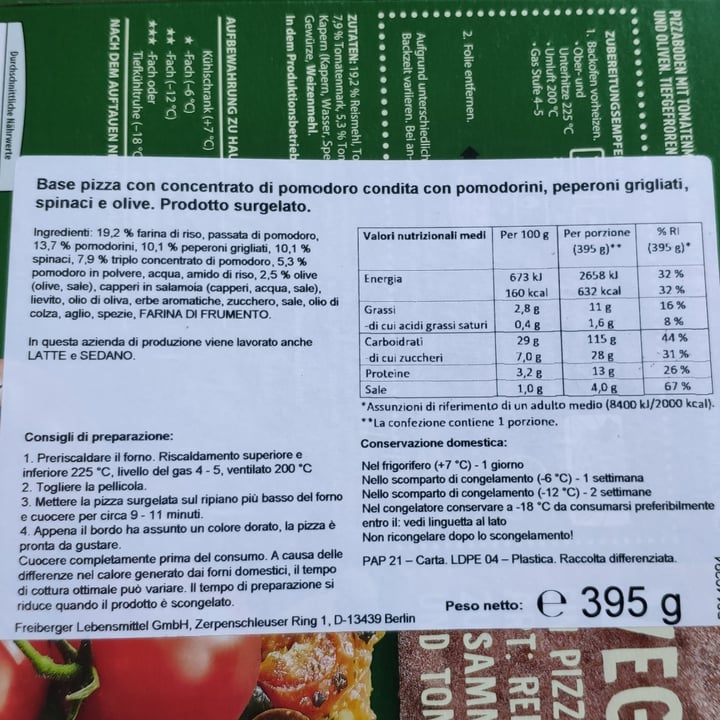 Base pizza con concentrato di pomodoro condita con pomodorini, peperoni grigliati,
spinaci e olive. Prodotto surgelato.
Ingredienti: 19,2 % farina di riso, passata di pomodoro,
13,7 % pomodorini, 10,1 % peperoni grigliati, 10,1 %
spinaci, 7,9 % triplo concentrato di pomodoro, 5,3 %
pomodoro in polvere, acqua, amido di riso, 2,5 % olive
(olive, sale), capperi in salamoia (capperi, acqua, sale),
lievito, olio di oliva, erbe aromatiche, zucchero, sale, olio di
colza, aglio, spezie, FARINA DI FRUMENTO.
In questa azienda di produzione viene lavorato anche
LATTE e SEDANO.
Valori nutrizionali medi Per 100 g Per porzione % RI
(395 g)** (395 g)*
Energia 673 kJ 2658 kJ 32 %
160 kcal 632 kcal 32 %
Grassi 2,8 g 11 g 16 %
-di cui acidi grassi saturi 0,4 g 1,6 g 8 %
Carboidrati 29 g 115 g 44 %
-di cui zuccheri 7,0 g 28 g 31 %
Proteine 3,2 g 13 g 26 %
Sale 1,0 g 4,0 g 67 %
*Assunzioni di riferimento di un adulto medio (8400 kJ/2000 kcal).
**La confezione contiene 1 porzione.
Consigli di preparazione:
1. Preriscaldare il forno. Riscaldamento superiore e
inferiore 225 °C, livello del gas 4 - 5, ventilato 200 °C
2. Togliere la pellicola.
3. Mettere la pizza surgelata sul ripiano più basso del forno
e cuocere per circa 9 - 11 minuti.
4. Appena il bordo ha assunto un colore dorato, la pizza è
pronta da gustare.
Cuocere completamente prima del consumo. A causa delle
differenze nel calore generato dai forni domestici, il tempo
di cottura ottimale può variare. Il tempo di preparazione si
riduce quando il prodotto è scongelato.
Freiberger Lebensmittel GmbH, Zerpenschleuser Ring 1, D-13439 Berlin
Conservazione domestica:
Nel frigorifero (+7 °C) - 1 giorno
Nello scomparto di congelamento (-6 °C) - 1 settimana
Nello scomparto di congelamento (-12 °C) - 2 settimane
Nel congelatore conservare a -18 °C da consumarsi preferibilmente
entro il: vedi linguetta al lato
Non ricongelare dopo lo scongelamento!
PAP 21 – Carta. LDPE 04 – Plastica. Raccolta differenziata.
Peso netto: e 395 g
PIZZABODEN MIT TOMATENM
UND OLIVEN. TIEFGEFROREN
ZUBEREITUNGSEMPFE
1. Backofen vorheizen.
· Ober- und
Unterhitze 225 °C
· Umluft 200 °C
· Gas Stufe 4–5
2. Folie entfernen.
Aufgrund unterschiedlich
Backzeit variieren. Bei an-
ZUTATEN: 19,2 % Reismehl, To
7,9 % Tomatenmark, 5,3 % Tom
Kapern (Kapern, Wasser, Spe
Gewürze, Weizenmehl.
In dem Produktionsbetrieb
AUFBEWAHRUNG ZU HAU
Kühlschrank (+7 °C)
★ -Fach (–6 °C)
★★ -Fach (–12 °C)
★★★ -Fach oder
Tiefkühltruhe (–18 °C
NACH DEM AUFTAUEN N
Durchschnittliche Nährwerte
VEG
PIZZ
T: RE
SAM
D TOM